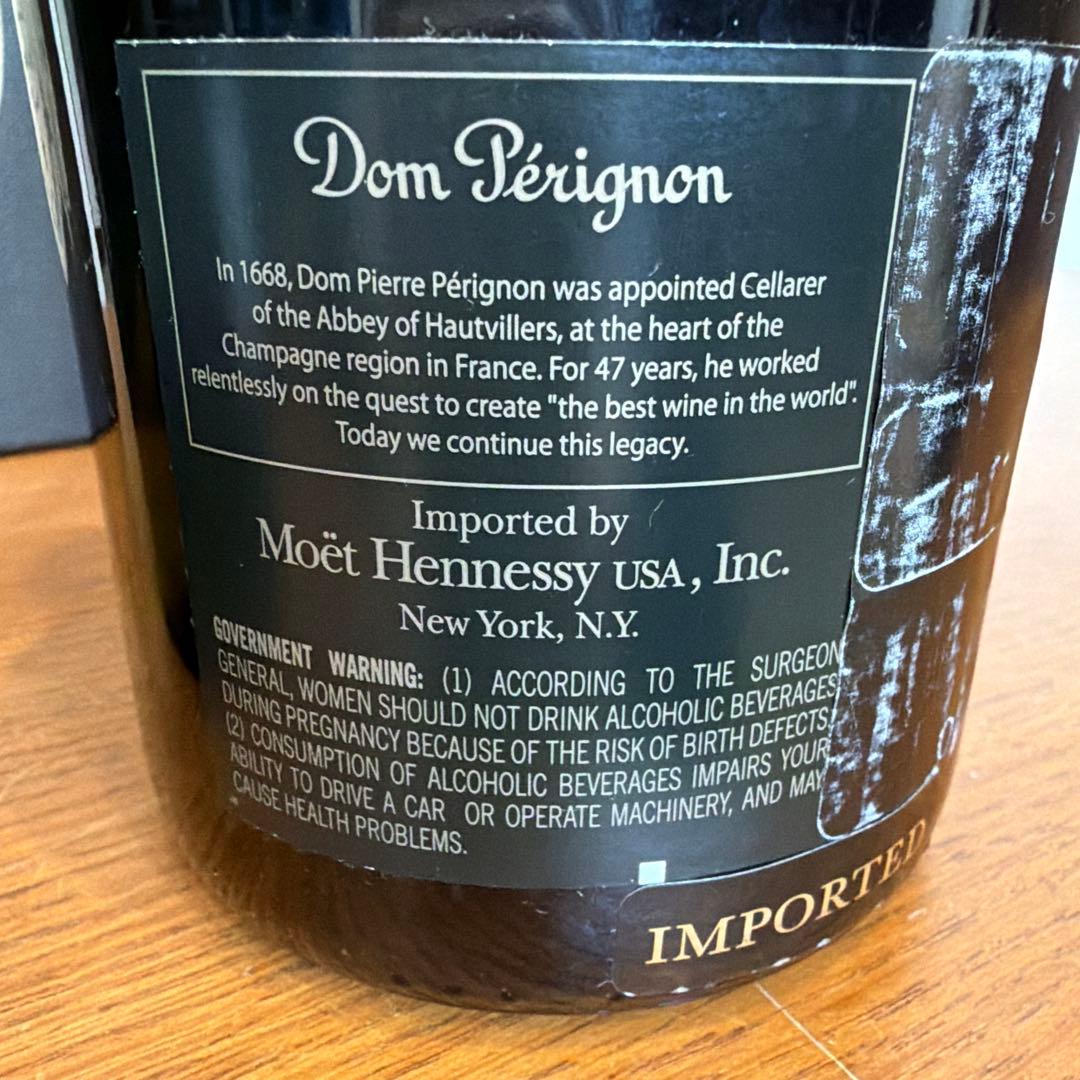 Dom Pérignon
In 1668, Dom Pierre Pérignon was appointed Cellarer
of the Abbey of Hautvillers, at the heart of the
Champagne region in France. For 47 years, he worked
relentlessly on the quest to create "the best wine in the world".
Today we continue this legacy.
Imported by
Moët Hennessy USA, Inc.
New York, N.Y.
GOVERNMENT WARNING: (1) ACCORDING TO THE SURGEON
GENERAL, WOMEN SHOULD NOT DRINK ALCOHOLIC BEVERAGES
DURING PREGNANCY BECAUSE OF THE RISK OF BIRTH DEFECTS.
(2) CONSUMPTION OF ALCOHOLIC BEVERAGES IMPAIRS YOUR
ABILITY TO DRIVE A CAR OR OPERATE MACHINERY, AND MAY
CAUSE HEALTH PROBLEMS.
IMPORTED